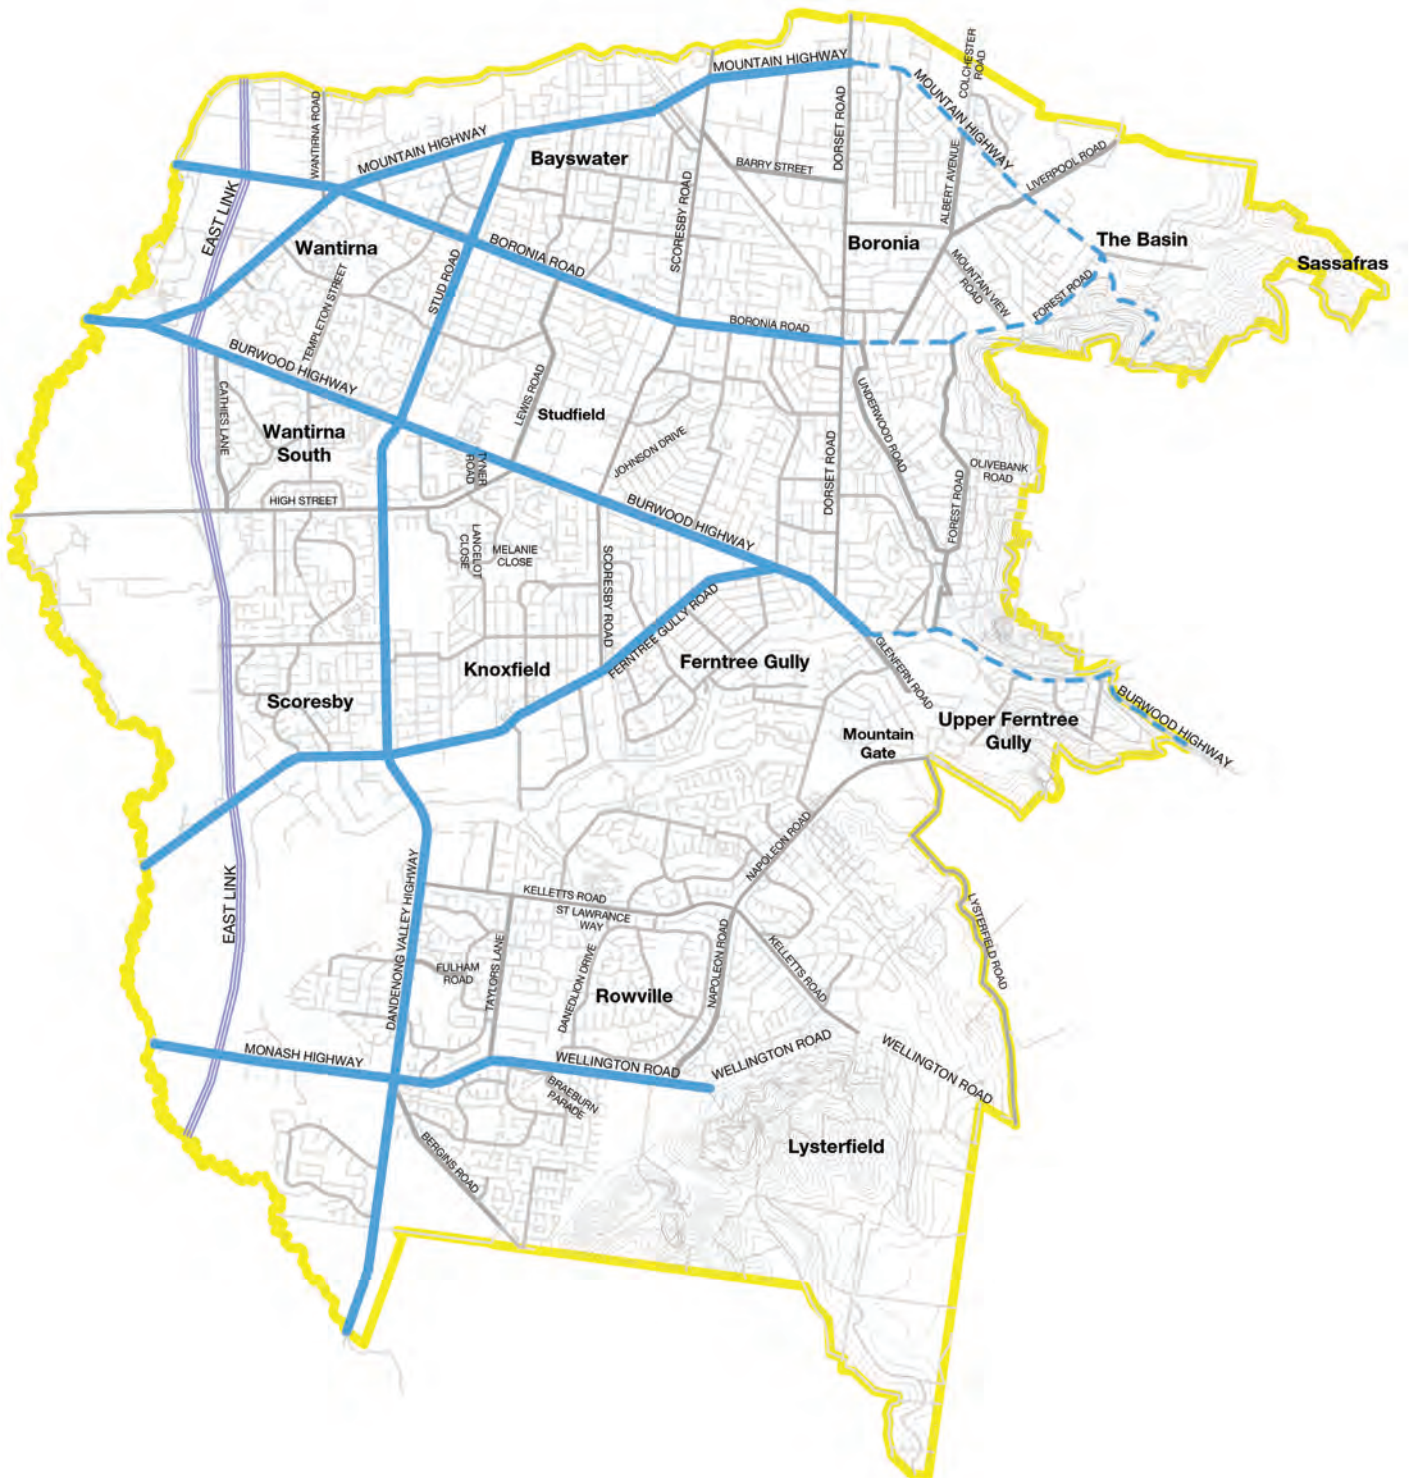 COLCHESTER
ROAD
MOUNTAIN HIGHWAY
MOUNTAIN HIGHWAY
WANTIRNA ROAD
MOUNTAIN HIGHWAY
DORSET ROAD
Bayswater
BARRY STREET
ALBERT AVENUE
LIVERPOOL ROAD
EAST LINK
SCORESBY ROAD
Wantirna
STUD ROAD
BORONIA ROAD
Boronia
The Basin
Sassafras
TEMPLETON STREET
MOUNTAIN VIEW
ROAD
FOREST ROAD
BORONIA ROAD
BURWOOD HIGHWAY
CATHIES LANE
LEWIS ROAD
Studfield
UNDERWOOD ROAD
Wantirna
South
TYNER
ROAD
JOHNSON DRIVE
DORSET ROAD
OLIVEBANK
ROAD
HIGH STREET
BURWOOD HIGHWAY
FOREST ROAD
LANCELOT
CLOSE
MELANIE
CLOSE
SCORESBY ROAD
FERNTREE GULLY ROAD
Knoxfield
Ferntree Gully
GLENFERN ROAD
Scoresby
BURWOOD HIGHWAY
Upper Ferntree
Gully
Mountain
Gate
NAPOLEON ROAD
EAST LINK
DANDENONG VALLEY HIGHWAY
KELLETTS ROAD
ST LAWRANCE
WAY
LYSTERFIELD ROAD
TAYLORS LANE
FULHAM
ROAD
DANEDLION DRIVE
NAPOLEON ROAD
KELLETTS ROAD
Rowville
MONASH HIGHWAY
WELLINGTON ROAD
WELLINGTON ROAD
WELLINGTON ROAD
BRAEBURN
PARADE
BERGINS ROAD
Lysterfield